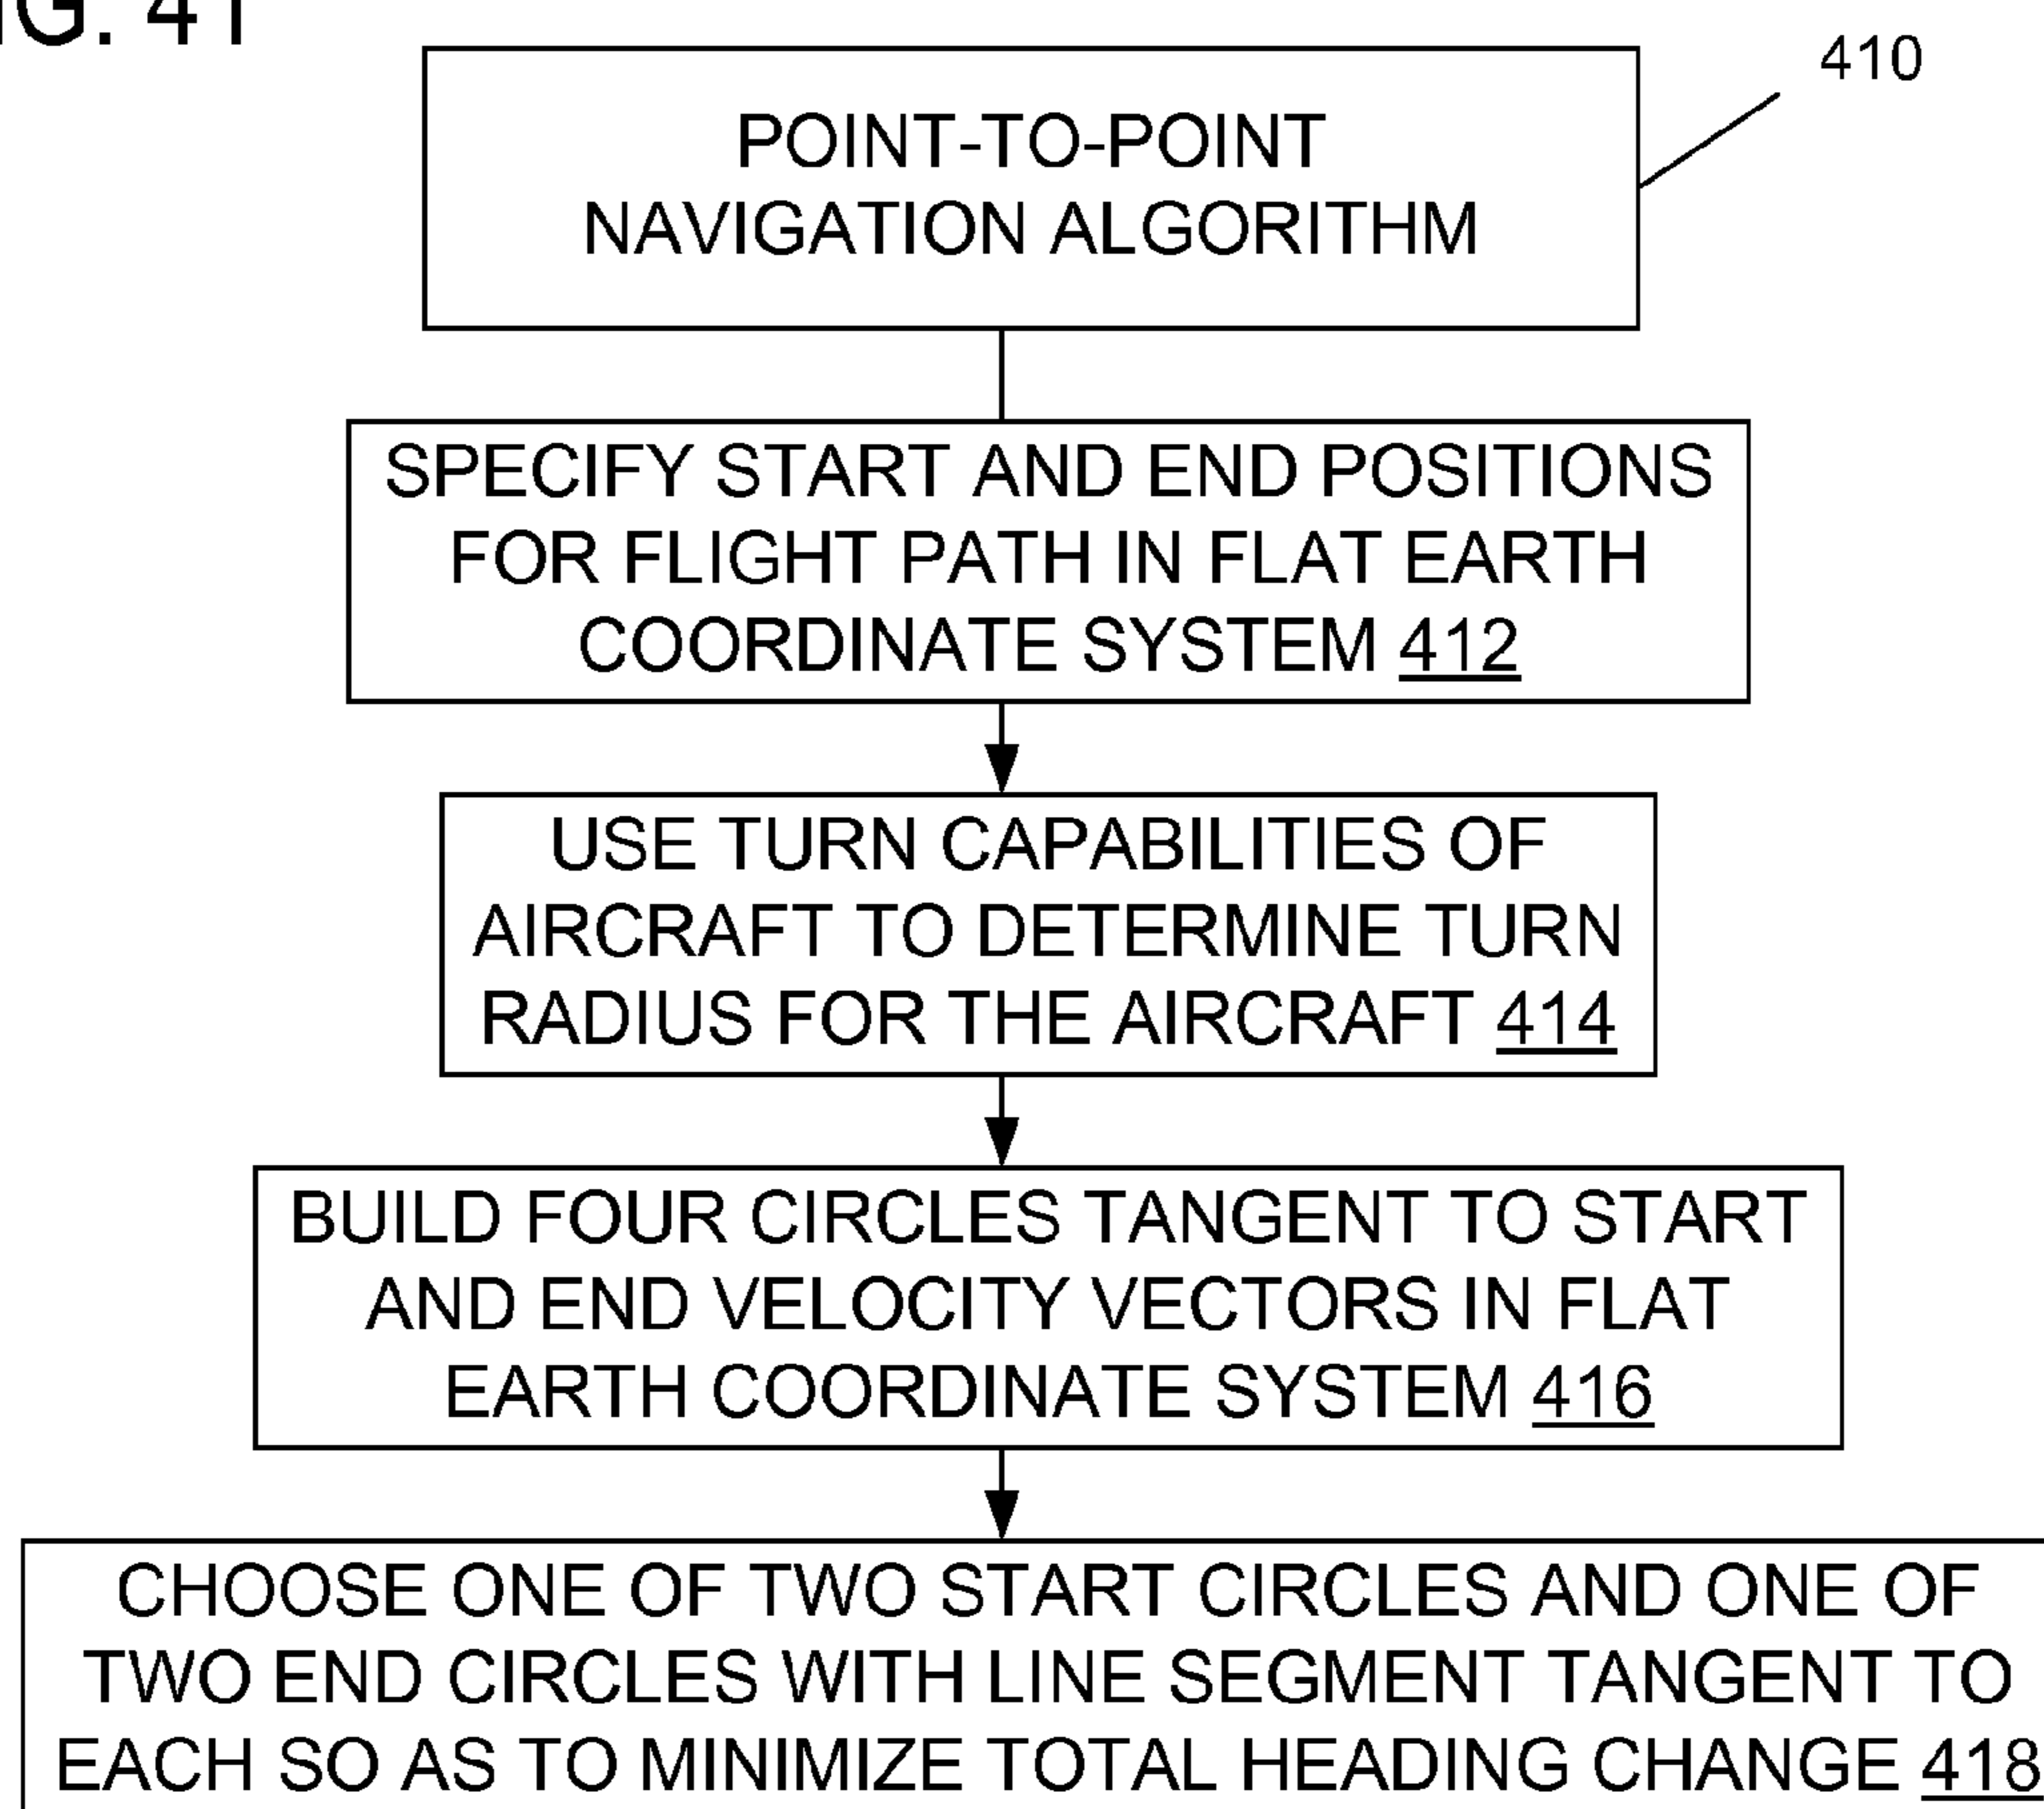 G. 41
410
POINT-TO-POINT
NAVIGATION ALGORITHM
SPECIFY START AND END POSITIONS
FOR FLIGHT PATH IN FLAT EARTH
COORDINATE SYSTEM 412
USE TURN CAPABILITIES OF
AIRCRAFT TO DETERMINE TURN
RADIUS FOR THE AIRCRAFT 414
BUILD FOUR CIRCLES TANGENT TO START
AND END VELOCITY VECTORS IN FLAT
EARTH COORDINATE SYSTEM 416
CHOOSE ONE OF TWO START CIRCLES AND ONE OF
TWO END CIRCLES WITH LINE SEGMENT TANGENT TO
EACH SO AS TO MINIMIZE TOTAL HEADING CHANGE 418